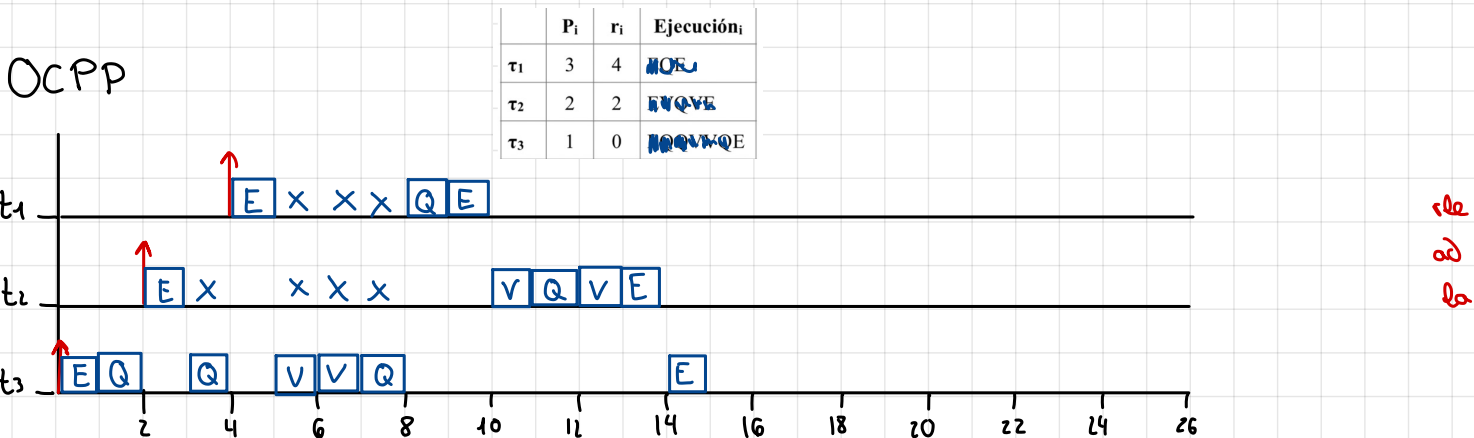 Pi ri Ejecucióni
τ1 3 4
τ2 2 2
τ3 1 0 QE
OCPP
t1 E × × × Q E
t2 E × × × × V Q V E
t3 E Q Q V V Q E
2 4 6 8 10 12 14 16 18 20 22 24 26